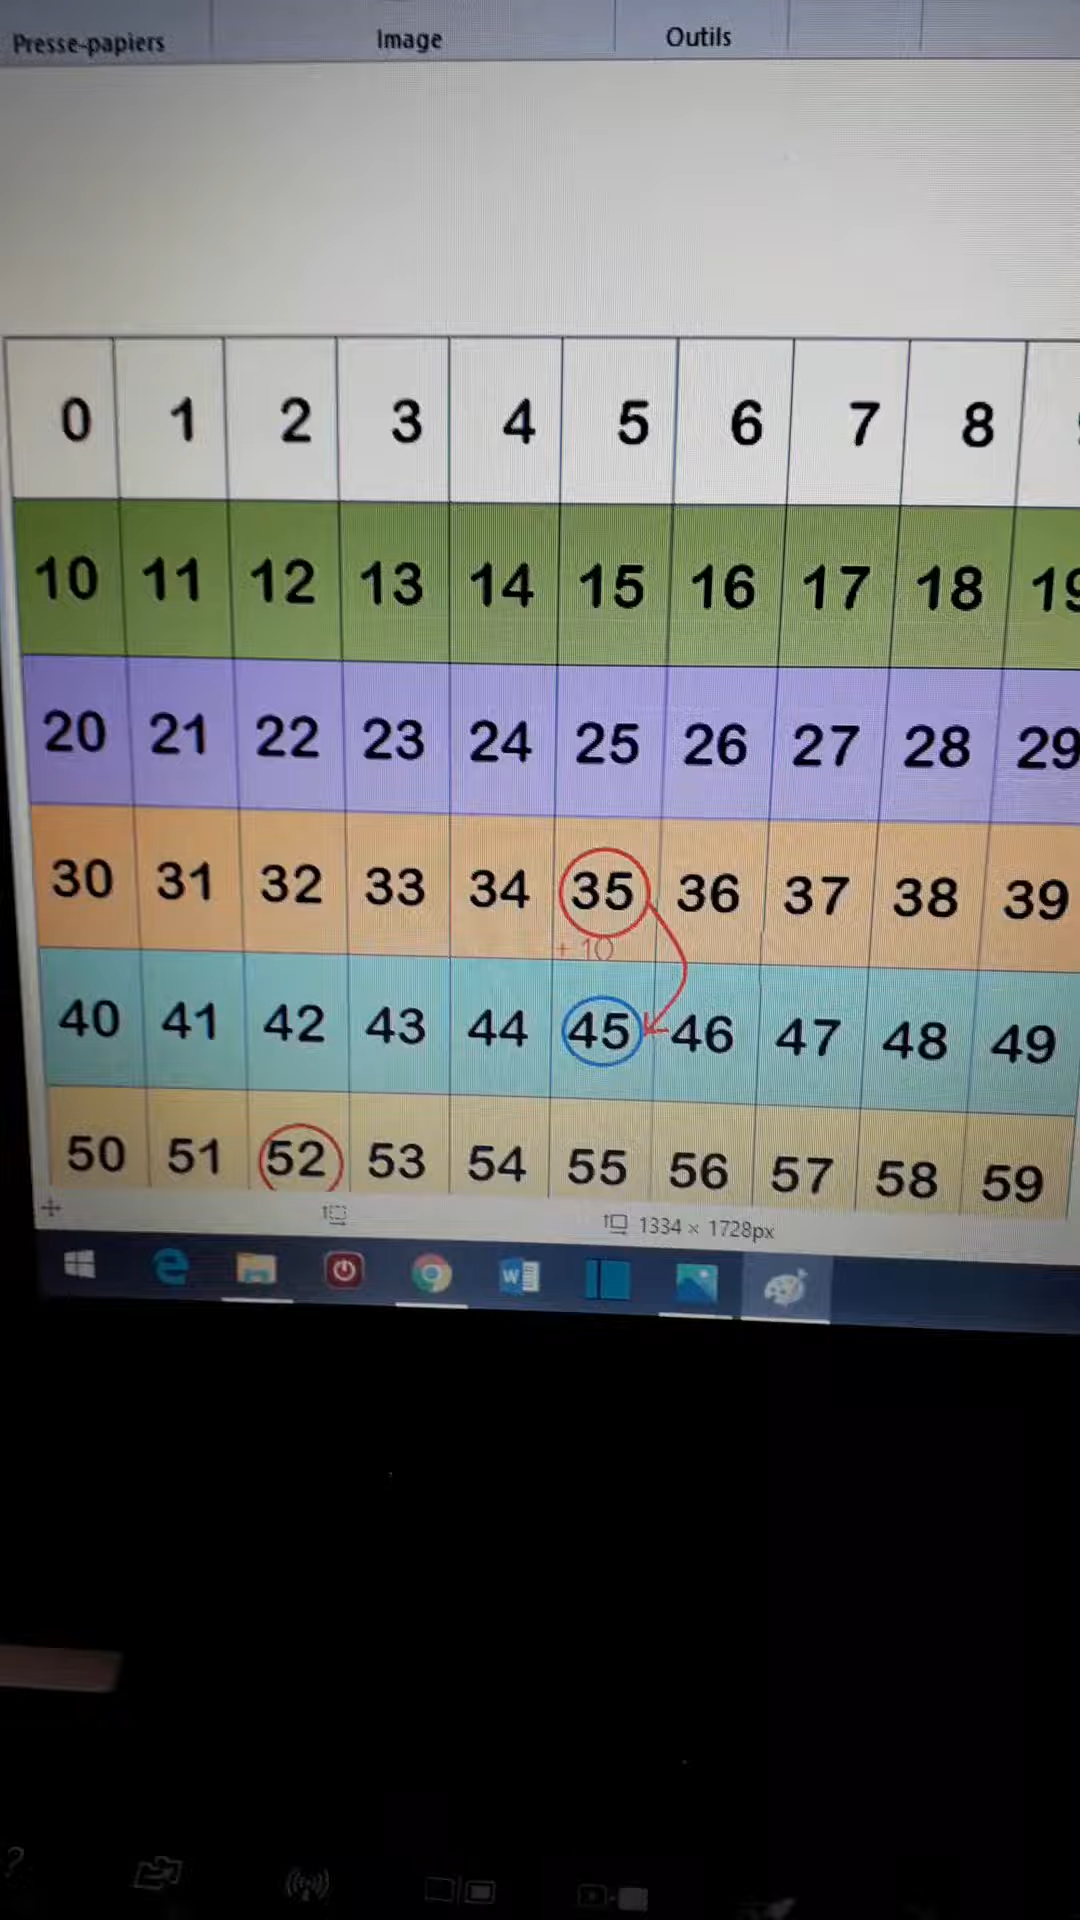 Presse-papiers Image Outils
0 1 2 3 4 5 6 7 8
10 11 12 13 14 15 16 17 18 19
20 21 22 23 24 25 26 27 28 29
30 31 32 33 34 35 36 37 38 39
+ 10
40 41 42 43 44 45 46 47 48 49
50 51 52 53 54 55 56 57 58 59
1334 × 1728px